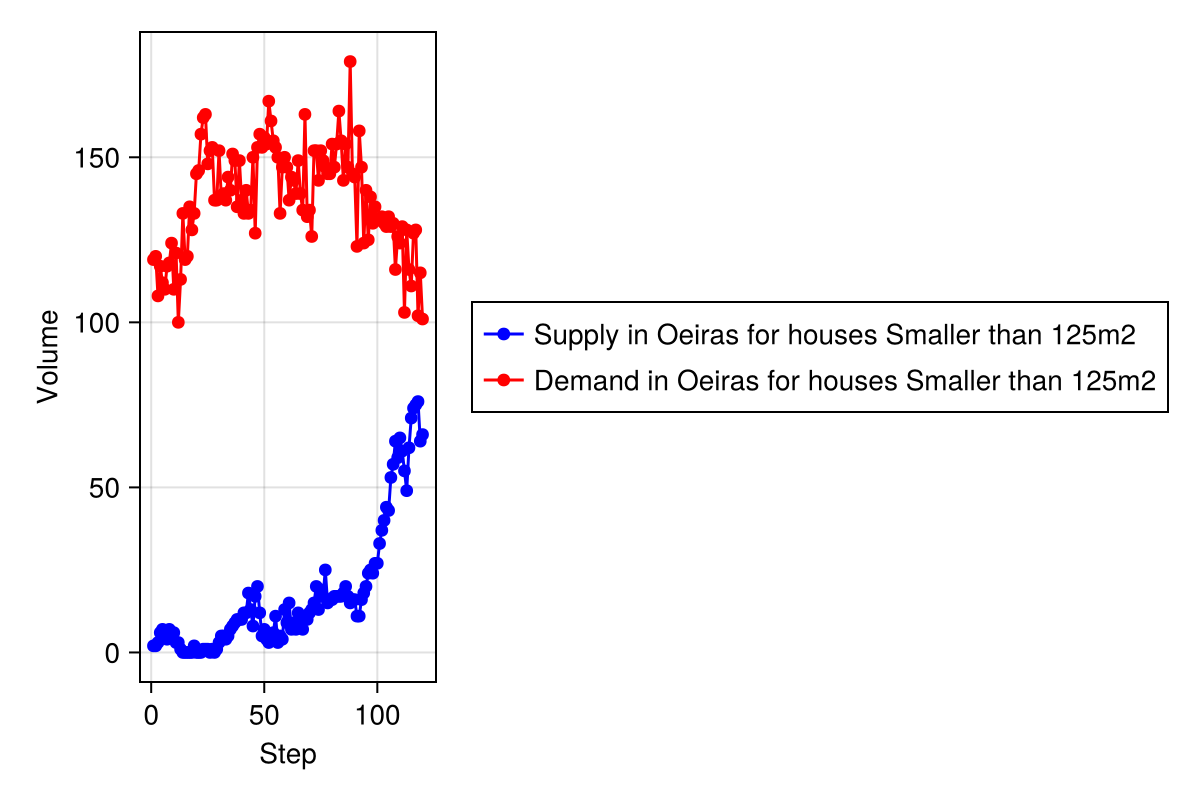 Volume
150
100
50
0
0 50 100
Step
Supply in Oeiras for houses Smaller than 125m2
Demand in Oeiras for houses Smaller than 125m2